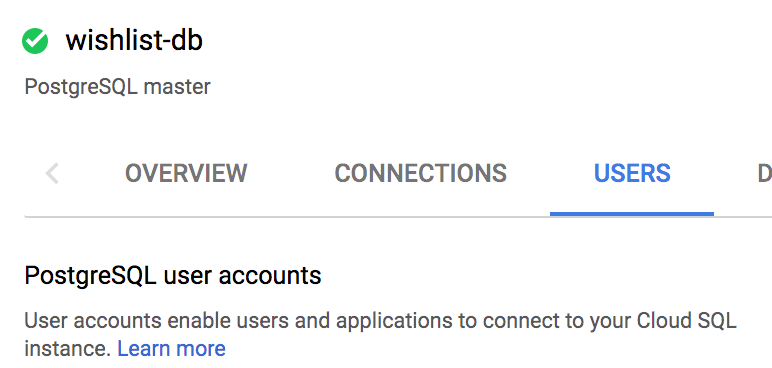 wishlist-db
PostgreSQL master
OVERVIEW CONNECTIONS USERS D
PostgreSQL user accounts
User accounts enable users and applications to connect to your Cloud SQL
instance. Learn more